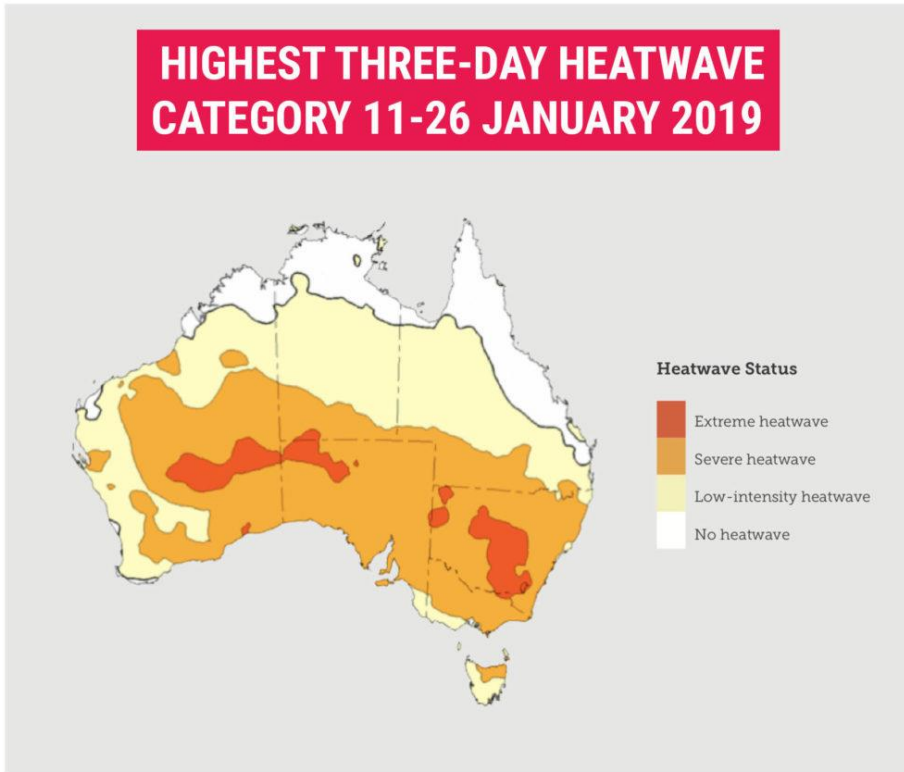 HIGHEST THREE-DAY HEATWAVE
CATEGORY 11-26 JANUARY 2019
Heatwave Status
Extreme heatwave
Severe heatwave
Low-intensity heatwave
No heatwave